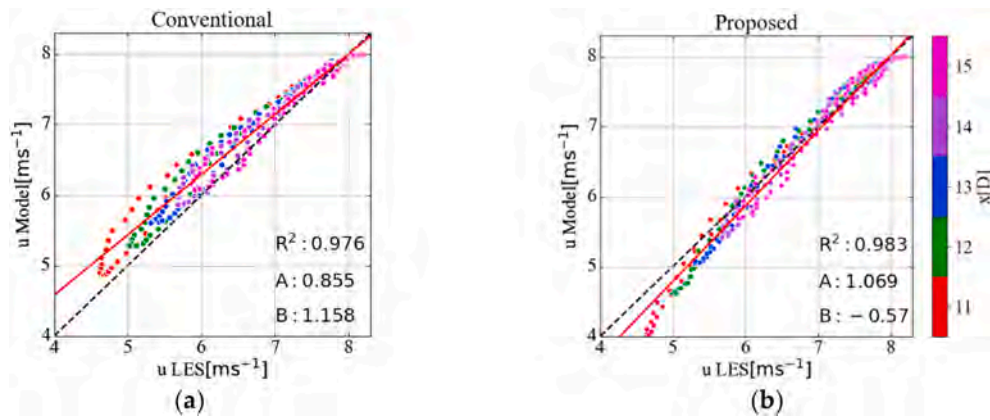 Conventional
8
7
6
5
4
u Model[ms⁻¹]
R² : 0.976
A : 0.855
B : 1.158
4 5 6 7 8
u LES[ms⁻¹]
(a)
Proposed
8
7
6
5
4
u Model[ms⁻¹]
R² : 0.983
A : 1.069
B : −0.57
4 5 6 7 8
u LES[ms⁻¹]
(b)
15
14
13
12
11
x[D]